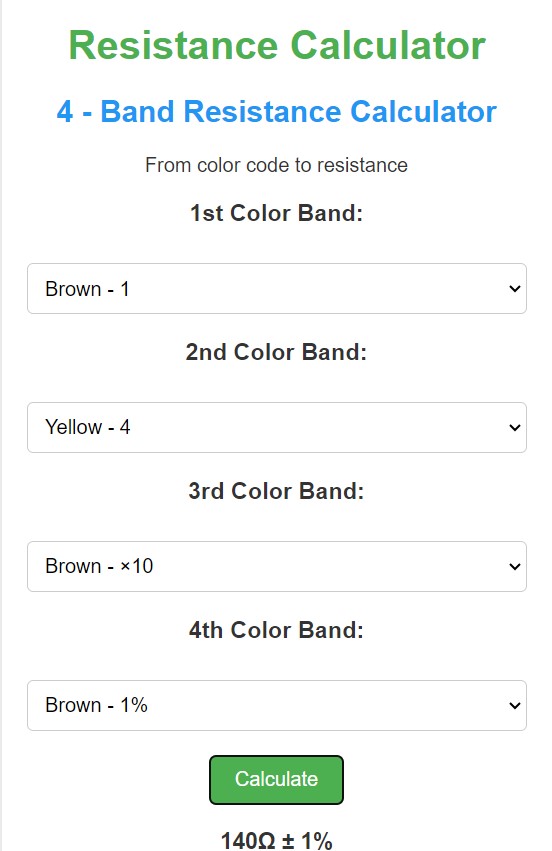 Resistance Calculator
4 - Band Resistance Calculator
From color code to resistance
1st Color Band:
Brown - 1
2nd Color Band:
Yellow - 4
3rd Color Band:
Brown - ×10
4th Color Band:
Brown - 1%
Calculate
140Ω ± 1%